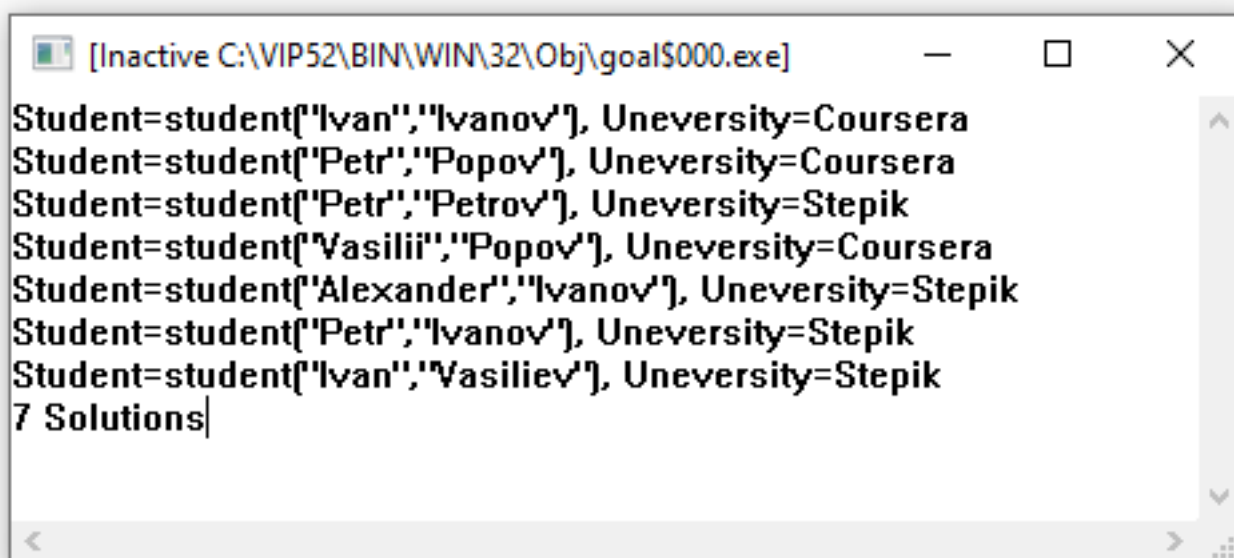 [Inactive C:\VIP52\BIN\WIN\32\Obj\goal$000.exe]
Student=student("Ivan","Ivanov"), Uneversity=Coursera
Student=student("Petr","Popov"), Uneversity=Coursera
Student=student("Petr","Petrov"), Uneversity=Stepik
Student=student("Vasilii","Popov"), Uneversity=Coursera
Student=student("Alexander","Ivanov"), Uneversity=Stepik
Student=student("Petr","Ivanov"), Uneversity=Stepik
Student=student("Ivan","Vasiliev"), Uneversity=Stepik
7 Solutions